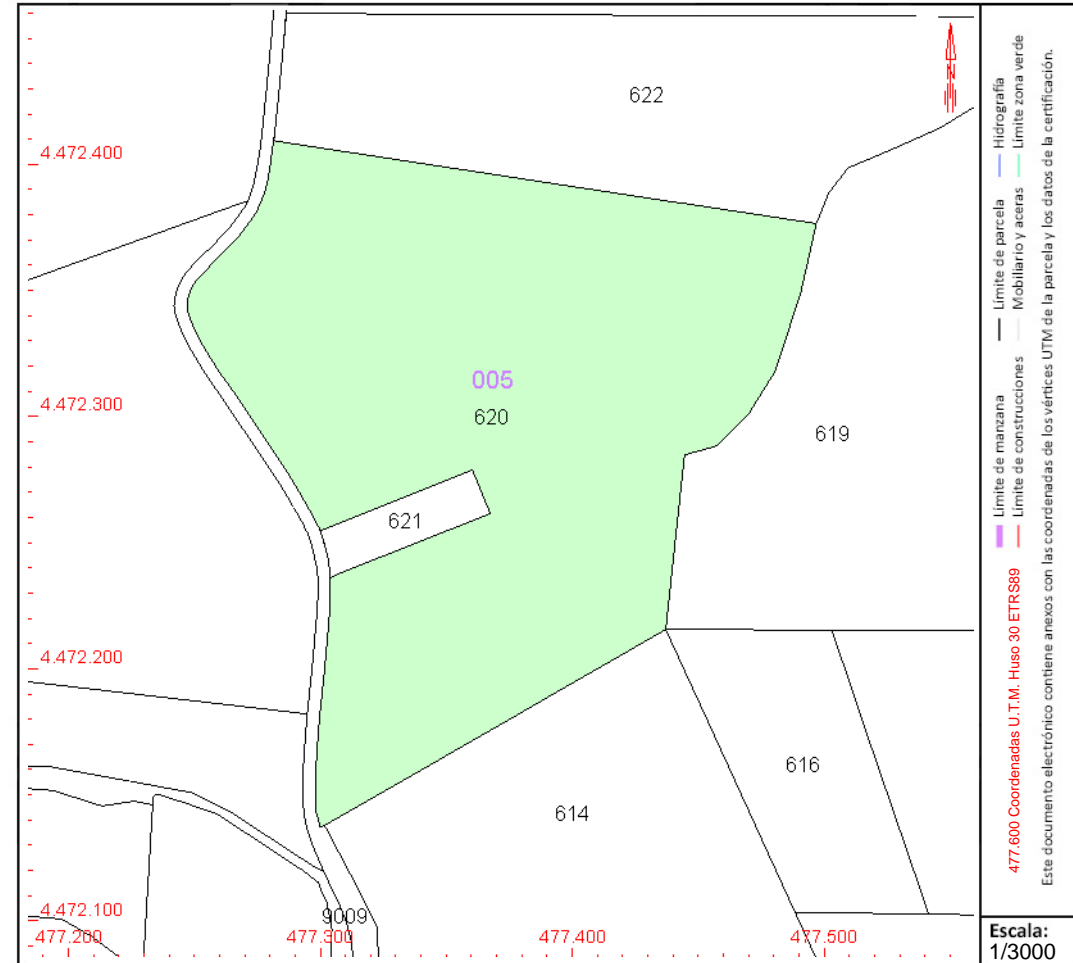 622
4.472.400
005
620
4.472.300
619
621
4.472.200
616
614
4.472.100
9009
477.200
477.300
477.400
477.500
N
Límite de manzana
Límite de parcela
Hidrografía
Límite de construcciones
Mobiliario y aceras
Límite zona verde
477.600 Coordenadas U.T.M. Huso 30 ETRS89
Este documento electrónico contiene anexos con las coordenadas de los vértices UTM de la parcela y los datos de la certificación.
Escala:
1/3000